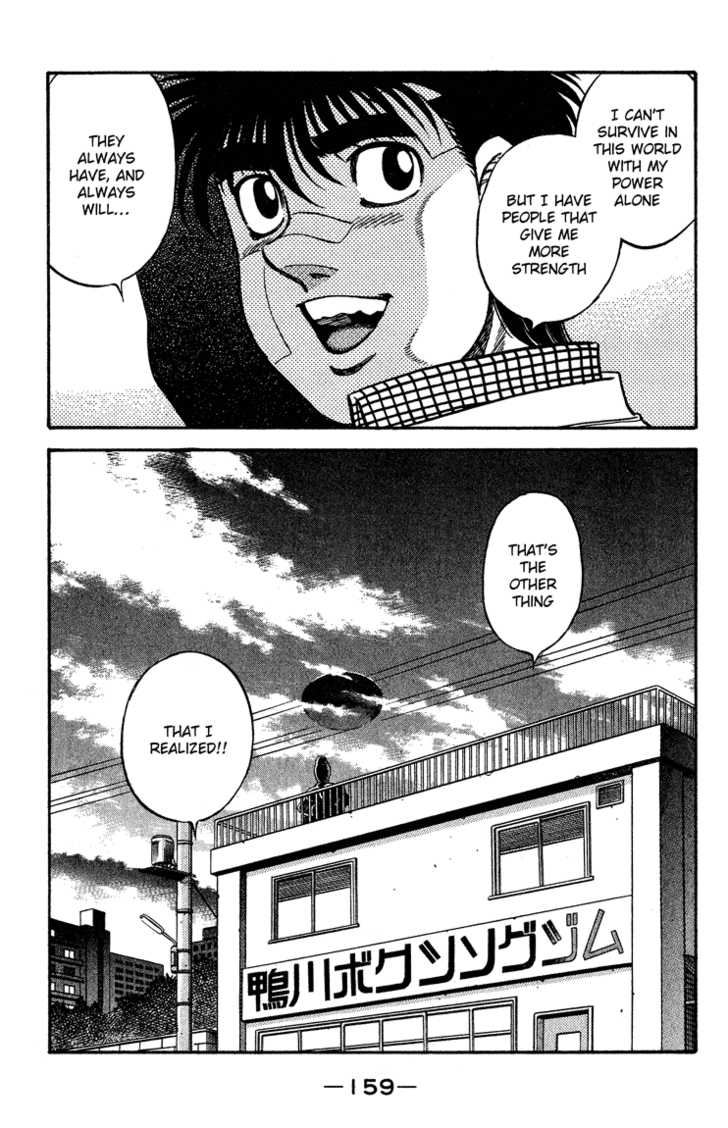 I CAN'T
SURVIVE IN
THIS WORLD
WITH MY
POWER
ALONE
BUT I HAVE
PEOPLE THAT
GIVE ME
MORE
STRENGTH
THEY
ALWAYS
HAVE, AND
ALWAYS
WILL...
THAT'S
THE
OTHER
THING
THAT I
REALIZED!!
鴨川ボクシングジム
—159—